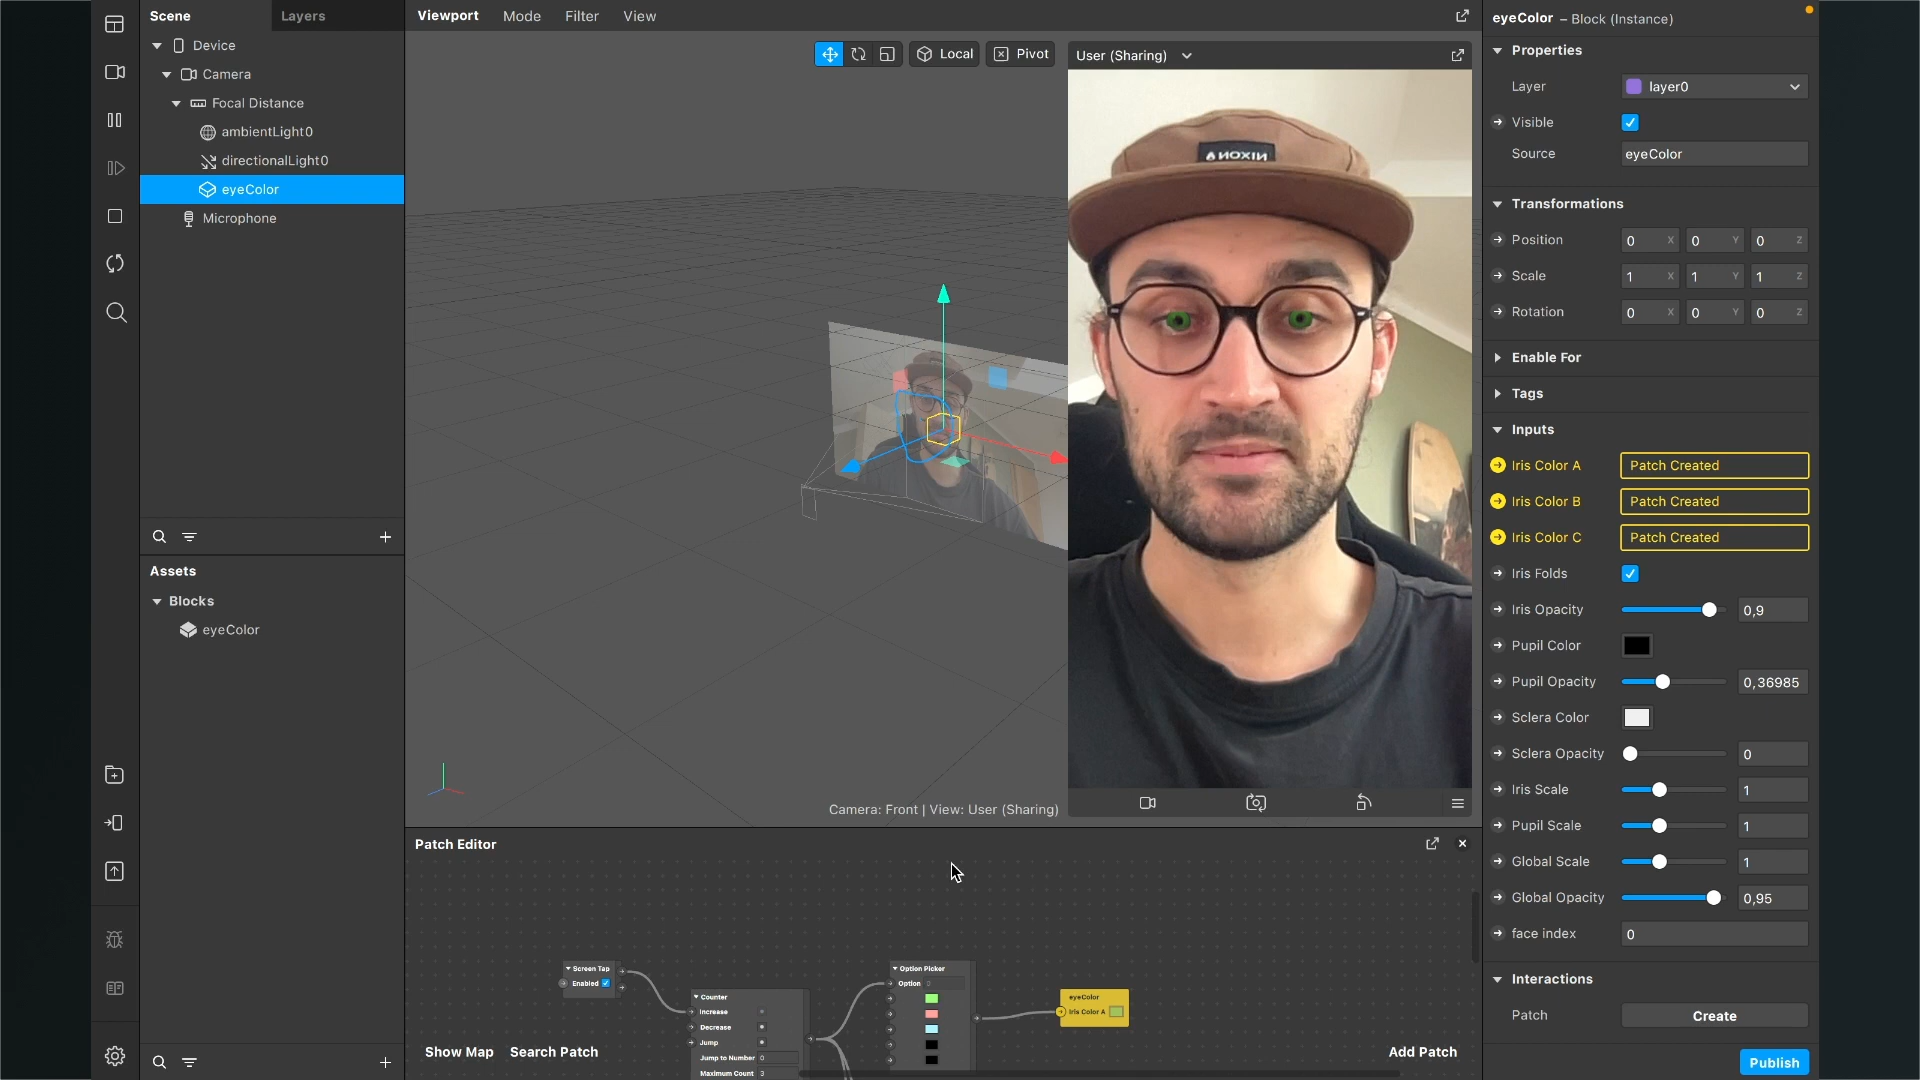 Scene
Layers
Device
Camera
Focal Distance
ambientLight0
directionalLight0
eyeColor
Microphone
Assets
Blocks
eyeColor
Viewport
Mode
Filter
View
Local
Pivot
User (Sharing)
NIXON
Camera: Front | View: User (Sharing)
Patch Editor
Screen Tap
Enabled
Counter
Increase
Decrease
Jump
Jump to Number 0
Maximum Count 3
Option Picker
Option 0
eyeColor
Iris Color A
Show Map
Search Patch
Add Patch
eyeColor – Block (Instance)
Properties
Layer layer0
Visible
Source eyeColor
Transformations
Position 0 X 0 Y 0 Z
Scale 1 X 1 Y 1 Z
Rotation 0 X 0 Y 0 Z
Enable For
Tags
Inputs
Iris Color A Patch Created
Iris Color B Patch Created
Iris Color C Patch Created
Iris Folds
Iris Opacity 0,9
Pupil Color
Pupil Opacity 0,36985
Sclera Color
Sclera Opacity 0
Iris Scale 1
Pupil Scale 1
Global Scale 1
Global Opacity 0,95
face index 0
Interactions
Patch Create
Publish